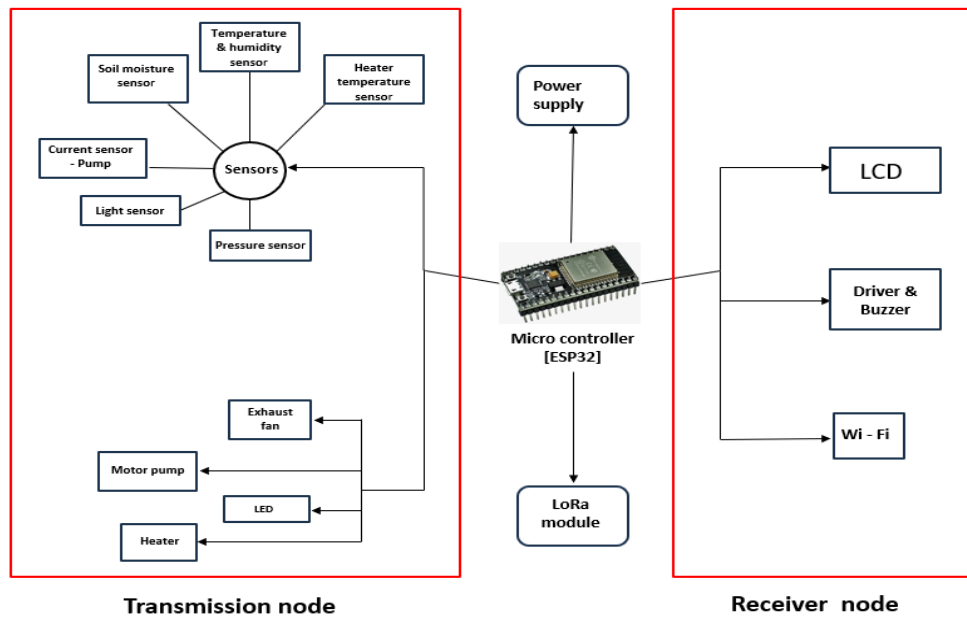 Temperature
& humidity
sensor
Soil moisture
sensor
Heater
temperature
sensor
Current sensor
- Pump
Sensors
Light sensor
Pressure sensor
Power
supply
LCD
Driver &
Buzzer
Micro controller
[ESP32]
Wi - Fi
Exhaust
fan
Motor pump
LED
Heater
LoRa
module
Transmission node
Receiver node